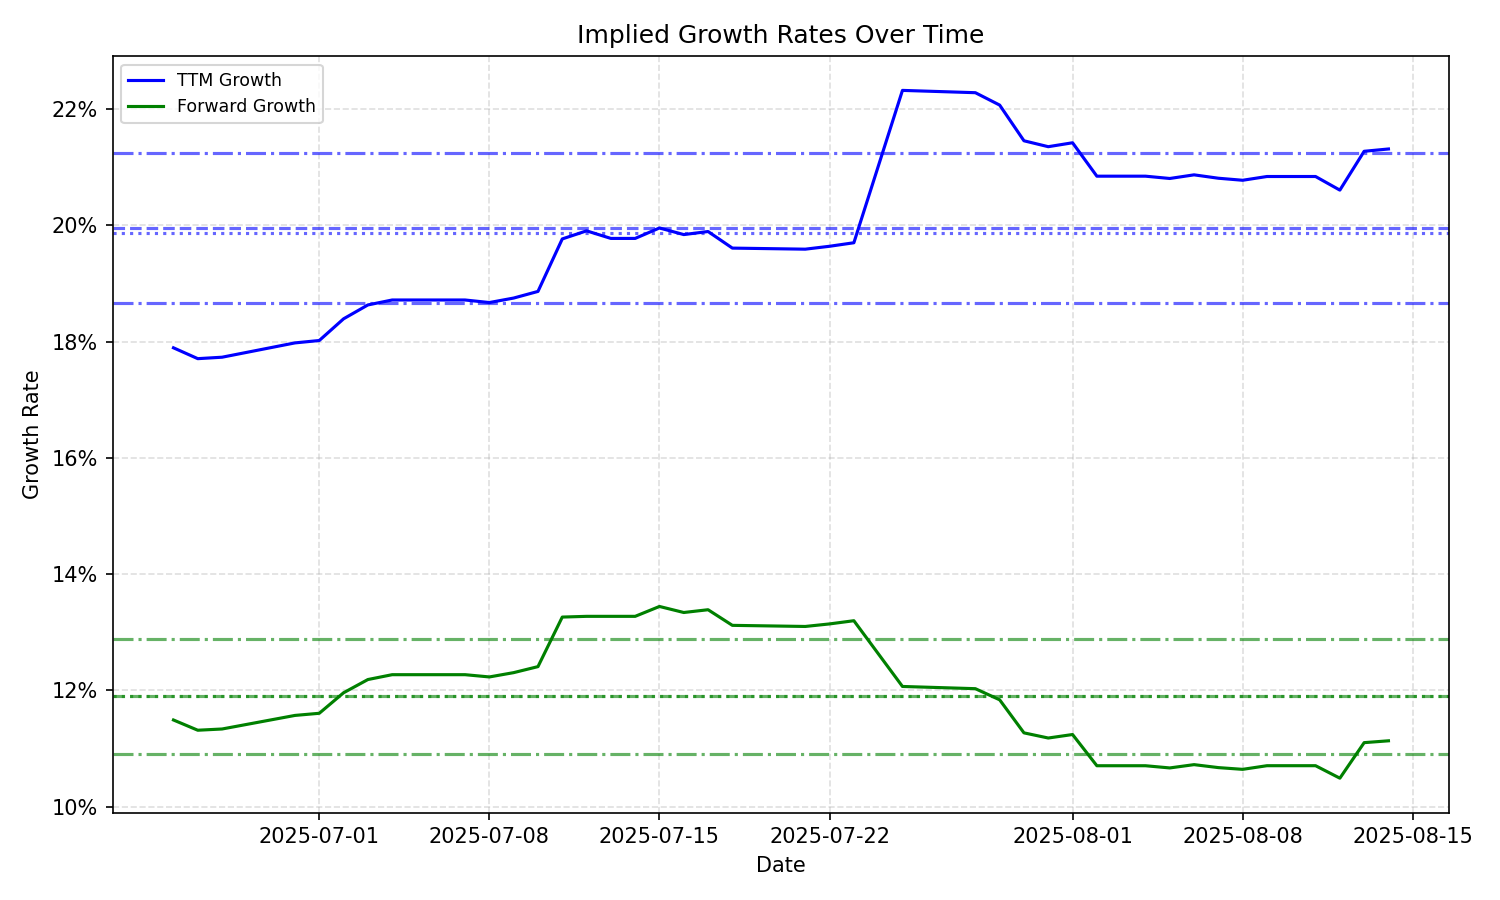 Implied Growth Rates Over Time
TTM Growth
Forward Growth
22%
20%
18%
16%
14%
12%
10%
Growth Rate
2025-07-01 2025-07-08 2025-07-15 2025-07-22 2025-08-01 2025-08-08 2025-08-15
Date